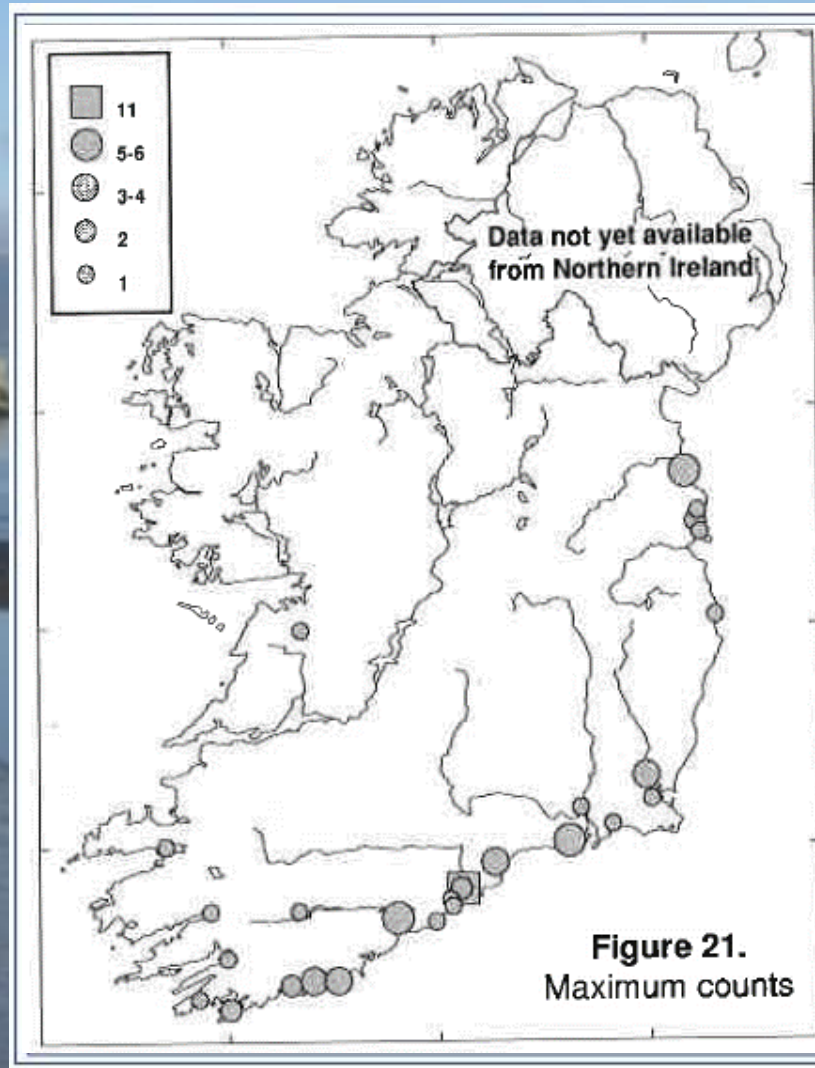 11
5-6
3-4
2
1
Data not yet available
from Northern Ireland
Figure 21.
Maximum counts